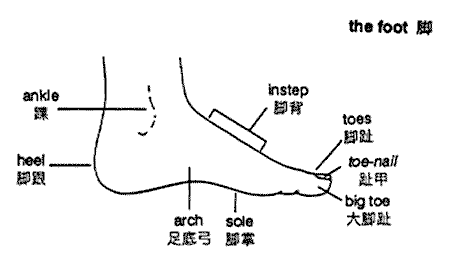 the foot 脚
ankle
踝
instep
脚背
toes
脚趾
toe-nail
趾甲
heel
脚跟
big toe
大脚趾
arch
足底弓
sole
脚掌